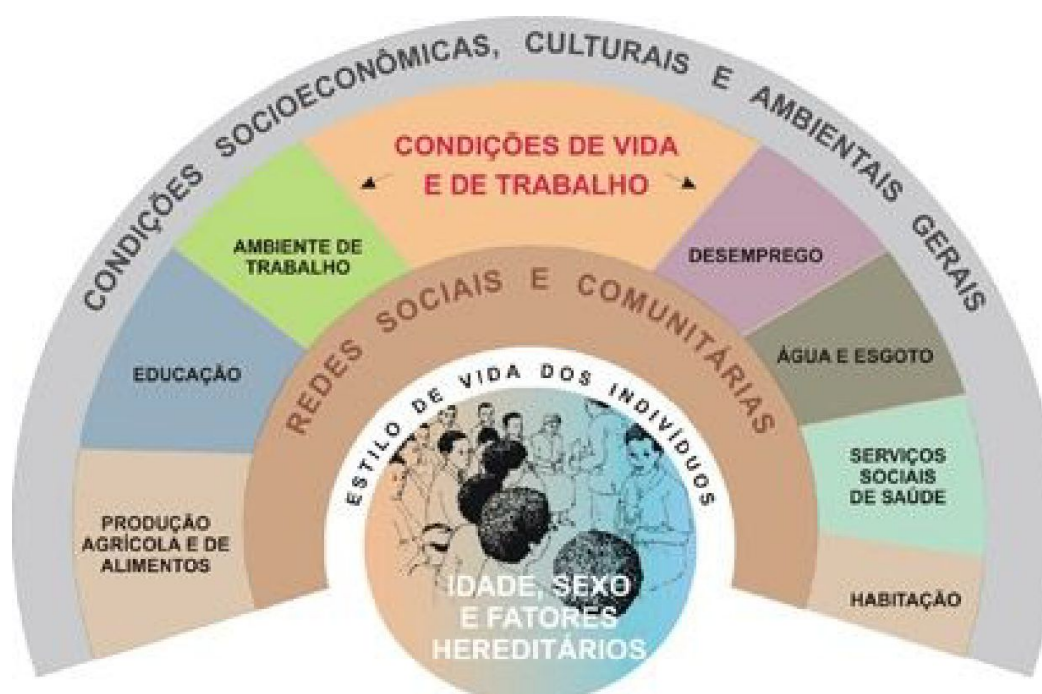 CONDIÇÕES SOCIOECONÔMICAS, CULTURAIS E AMBIENTAIS GERAIS
CONDIÇÕES DE VIDA
E DE TRABALHO
AMBIENTE DE
TRABALHO
DESEMPREGO
EDUCAÇÃO
ÁGUA E ESGOTO
PRODUÇÃO
AGRÍCOLA E DE
ALIMENTOS
SERVIÇOS
SOCIAIS
DE SAÚDE
HABITAÇÃO
REDES SOCIAIS E COMUNITÁRIAS
ESTILO DE VIDA DOS INDIVÍDUOS
IDADE, SEXO
E FATORES
HEREDITÁRIOS